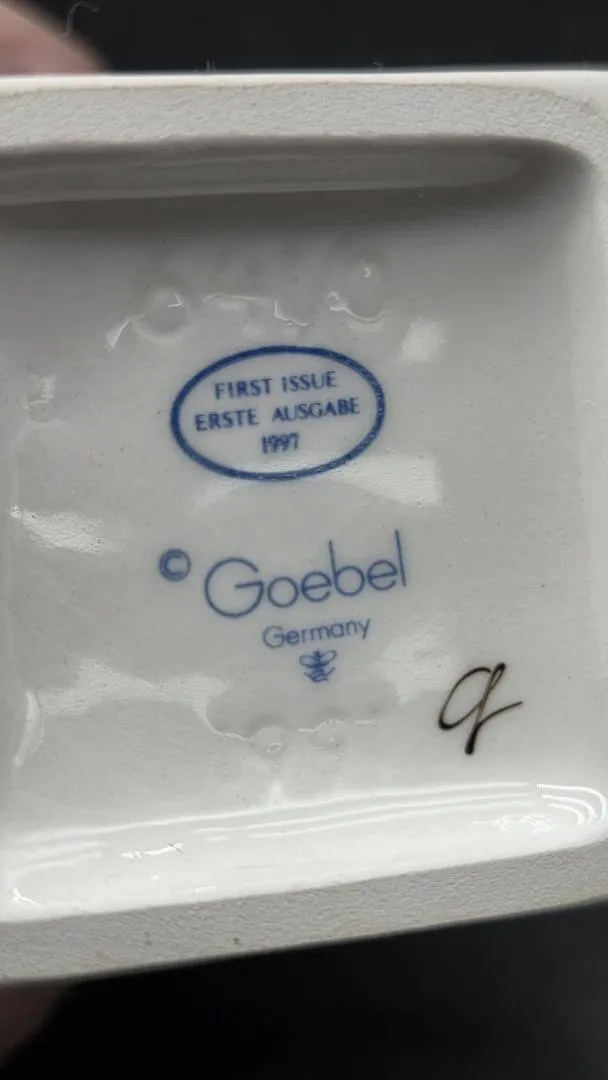 FIRST ISSUE
ERSTE AUSGABE
1997
© Goebel
Germany